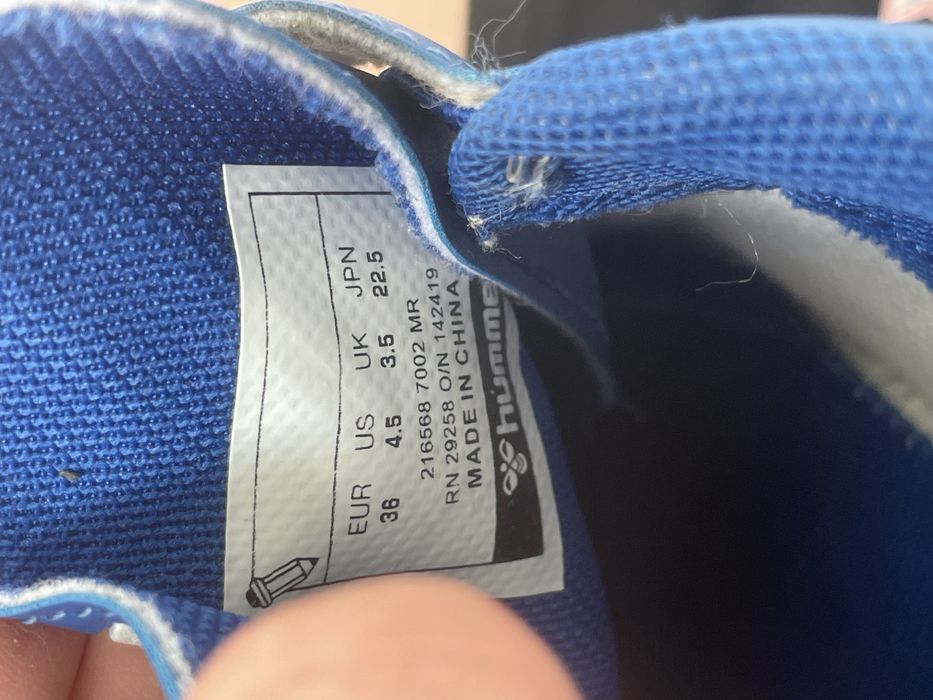 EUR US UK JPN
36 4.5 3.5 22.5
216568 7002 MR
RN 29258 O/N 142419
MADE IN CHINA
hümmel